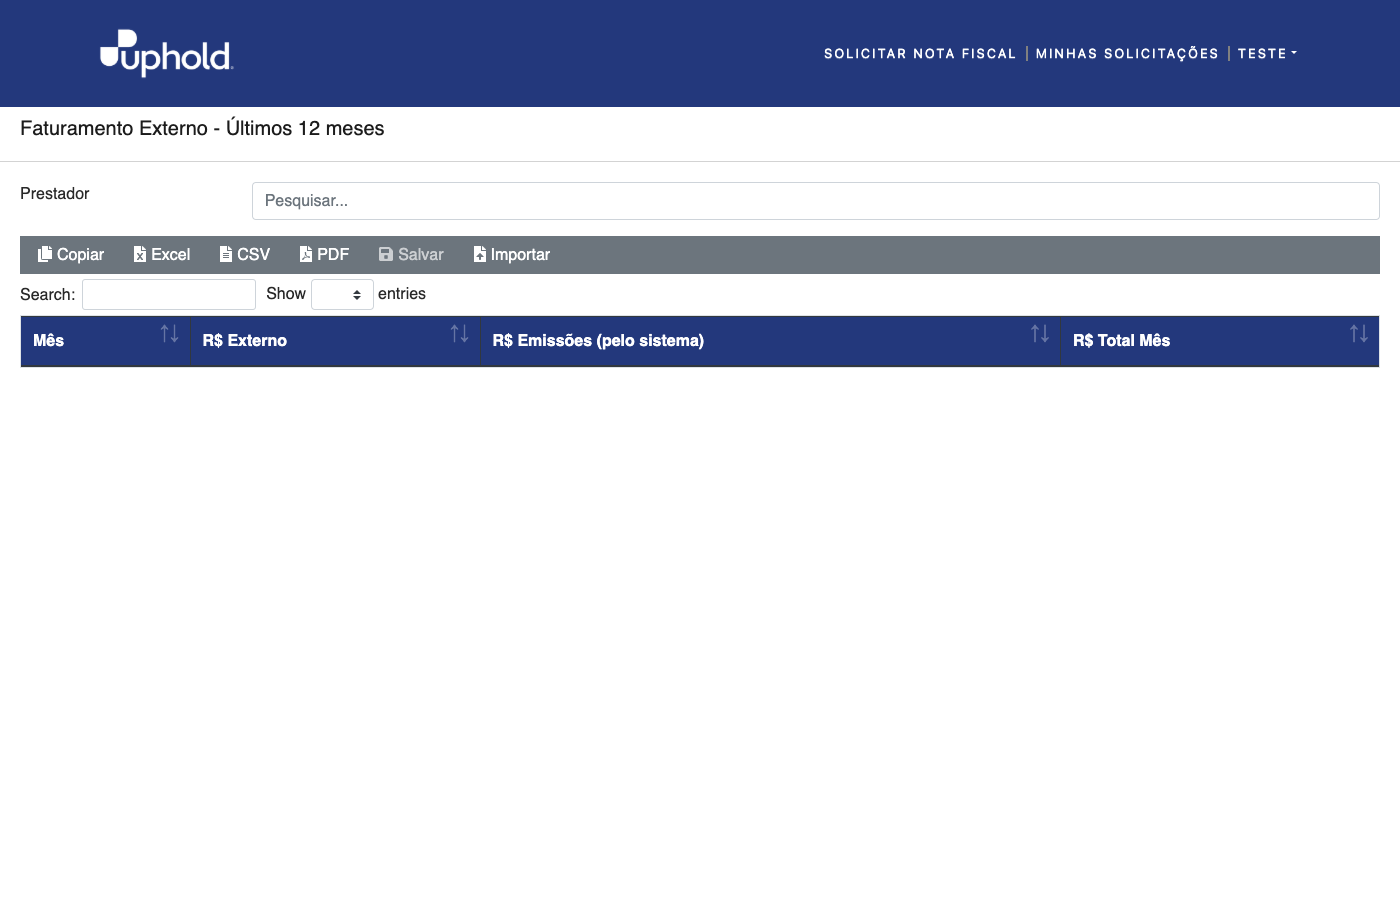 uphold
SOLICITAR NOTA FISCAL | MINHAS SOLICITAÇÕES | TESTE
Faturamento Externo - Últimos 12 meses
Prestador
Pesquisar...
Copiar Excel CSV PDF Salvar Importar
Search: Show entries
Mês R$ Externo R$ Emissões (pelo sistema) R$ Total Mês